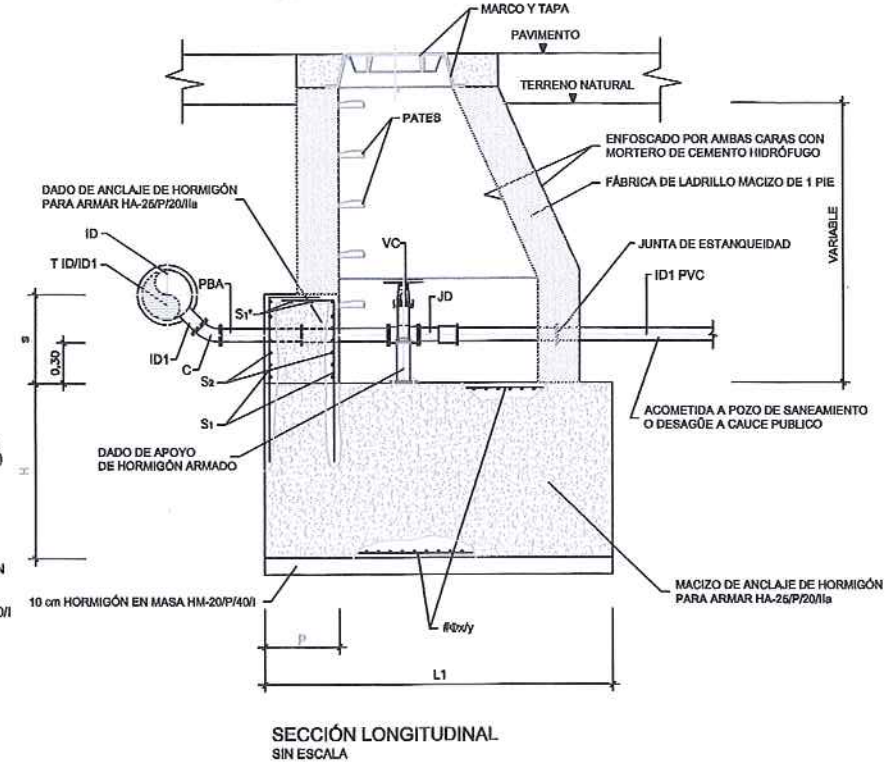 MARCO Y TAPA
PAVIMENTO
TERRENO NATURAL
PATES
ENFOSCADO POR AMBAS CARAS CON
MORTERO DE CEMENTO HIDRÓFUGO
FÁBRICA DE LADRILLO MACIZO DE 1 PIE
DADO DE ANCLAJE DE HORMIGÓN
PARA ARMAR HA-25/P/20/IIa
VARIABLE
ID
T ID/ID1
PBA
VC
JD
JUNTA DE ESTANQUEIDAD
ID1 PVC
S1*
s
0,30
ID1
C
S2
S1
ACOMETIDA A POZO DE SANEAMIENTO
O DESAGÜE A CAUCE PUBLICO
DADO DE APOYO
DE HORMIGÓN ARMADO
H
MACIZO DE ANCLAJE DE HORMIGÓN
PARA ARMAR HA-25/P/20/IIa
10 cm HORMIGÓN EN MASA HM-20/P/40/I
p
L1
SECCIÓN LONGITUDINAL
SIN ESCALA